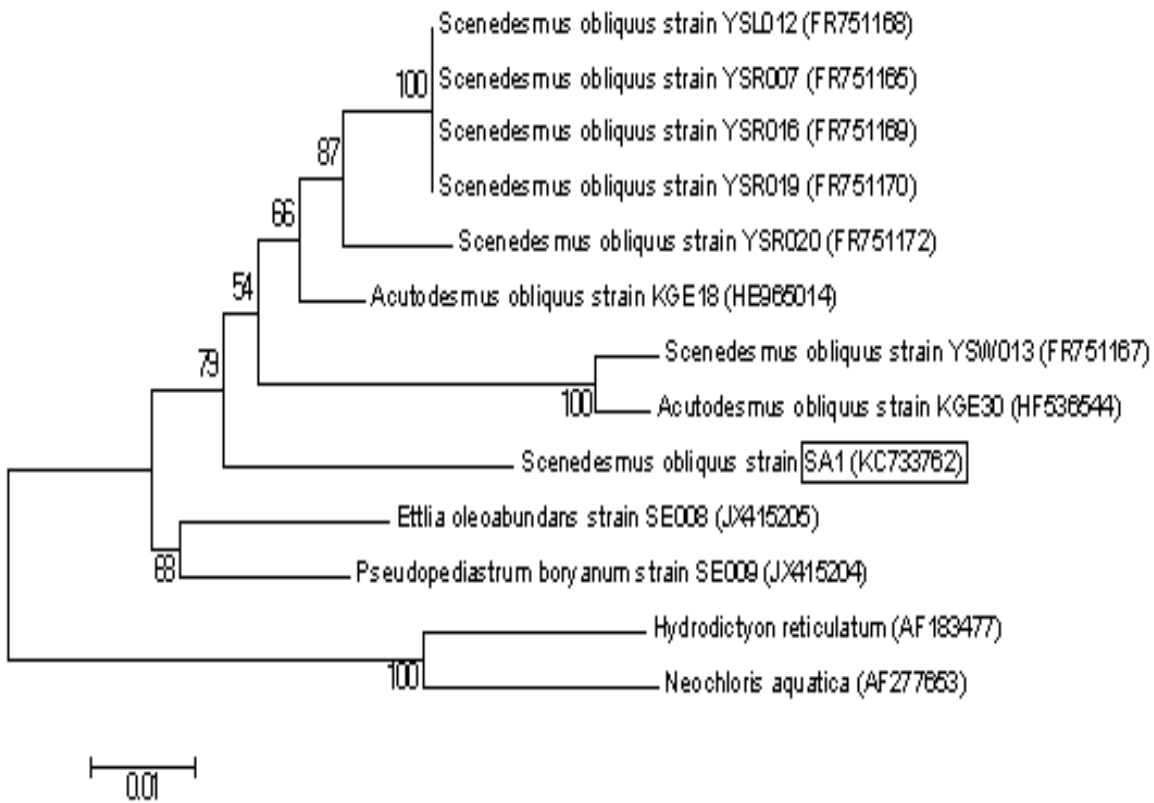 Scenedesmus obliquus strain YSL012 (FR751168)
100
Scenedesmus obliquus strain YSR007 (FR751165)
Scenedesmus obliquus strain YSR016 (FR751169)
87
Scenedesmus obliquus strain YSR019 (FR751170)
66
Scenedesmus obliquus strain YSR020 (FR751172)
54
Acutodesmus obliquus strain KGE18 (HE965014)
79
Scenedesmus obliquus strain YSW013 (FR751167)
100
Acutodesmus obliquus strain KGE30 (HF536544)
Scenedesmus obliquus strain SA1 (KC733762)
Ettlia oleoabundans strain SE008 (JX415205)
68
Pseudopediastrum boryanum strain SE009 (JX415204)
Hydrodictyon reticulatum (AF183477)
100
Neochloris aquatica (AF277653)
0.01